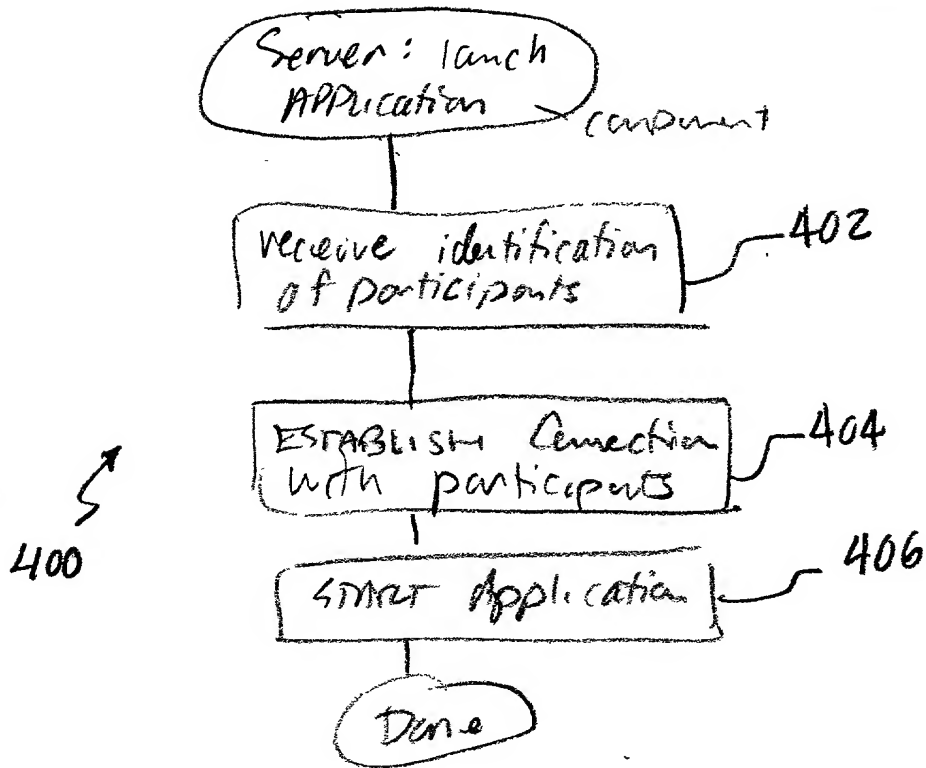 Server: lanch
APPLication
component
receive identification
of participants
402
ESTABLISH Connection
with participants
404
400
START Application
406
Done